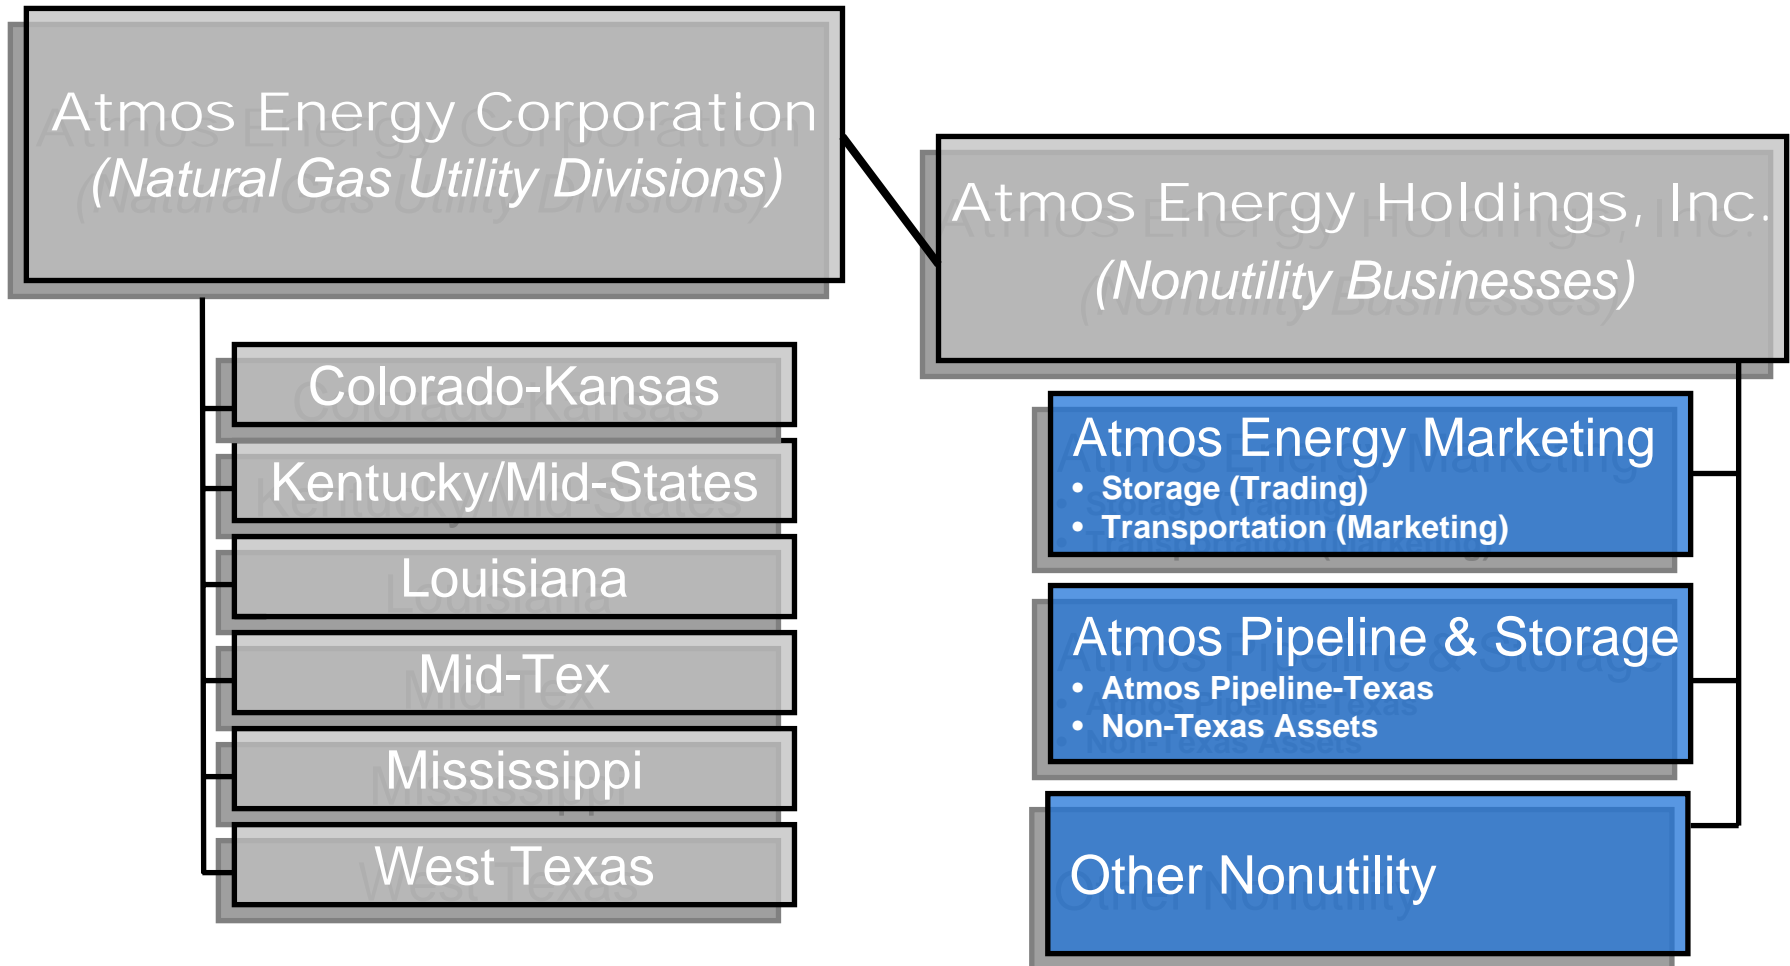 Atmos Energy Corporation
(Natural Gas Utility Divisions)
Colorado-Kansas
Kentucky/Mid-States
Louisiana
Mid-Tex
Mississippi
West Texas
Atmos Energy Holdings, Inc.
(Nonutility Businesses)
Atmos Energy Marketing
• Storage (Trading)
• Transportation (Marketing)
Atmos Pipeline & Storage
• Atmos Pipeline-Texas
• Non-Texas Assets
Other Nonutility